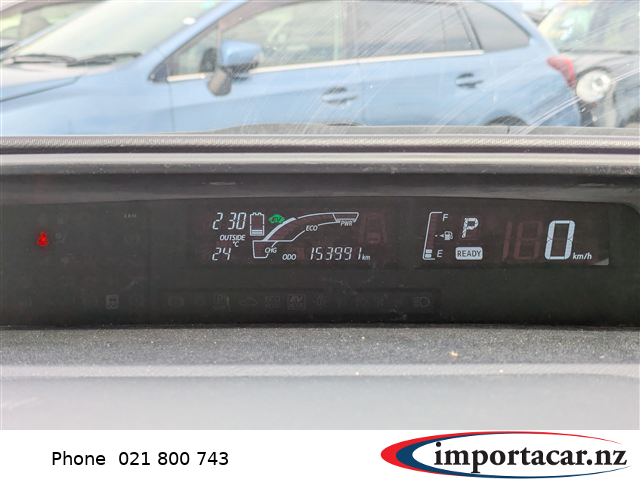 2:30 EV
ECO PWR
OUTSIDE
24 °C CHG ODO 153991 km
F
P
E READY 0 km/h
Phone 021 800 743
importacar.nz